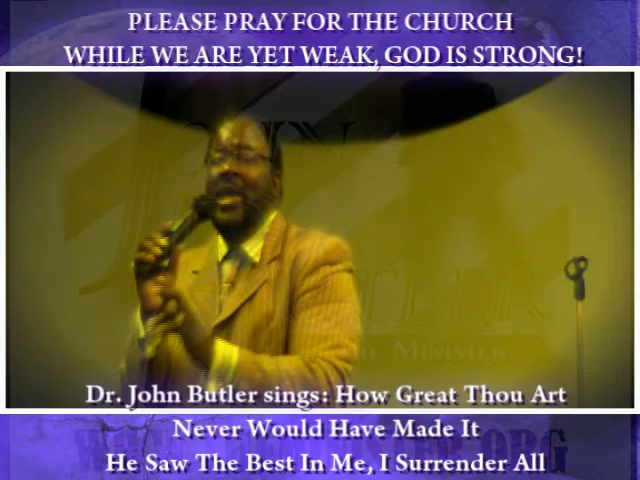 PLEASE PRAY FOR THE CHURCH
WHILE WE ARE YET WEAK, GOD IS STRONG!
Minister
Dr. John Butler sings: How Great Thou Art
Never Would Have Made It
He Saw The Best In Me, I Surrender All